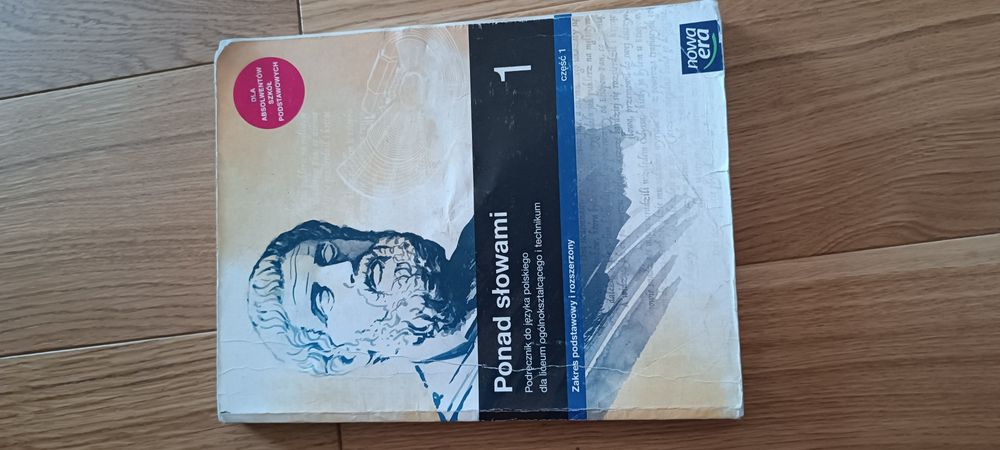 DLA
ABSOLWENTÓW
SZKÓŁ
PODSTAWOWYCH
Ponad słowami
1
Podręcznik do języka polskiego
dla liceum ogólnokształcącego i technikum
Zakres podstawowy i rozszerzony
część 1
nowa
era